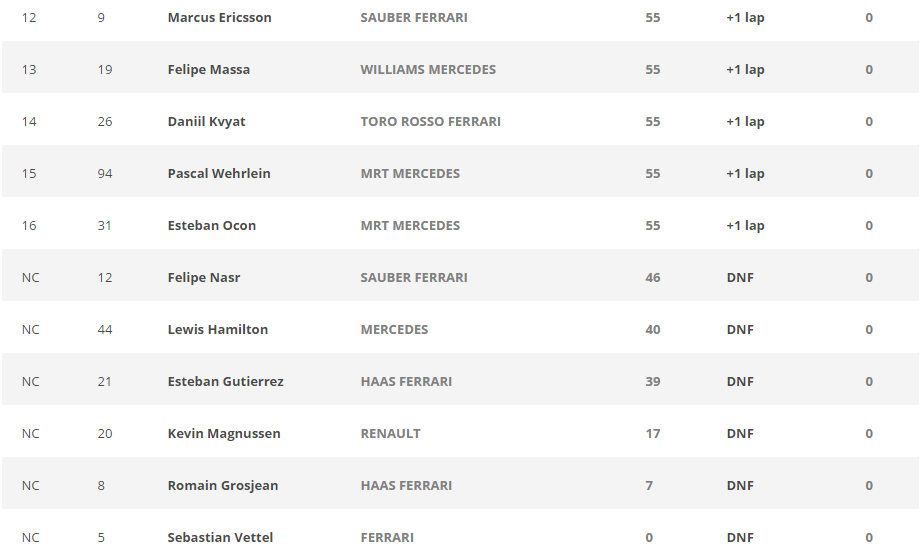 12 9 Marcus Ericsson SAUBER FERRARI 55 +1 lap 0
13 19 Felipe Massa WILLIAMS MERCEDES 55 +1 lap 0
14 26 Daniil Kvyat TORO ROSSO FERRARI 55 +1 lap 0
15 94 Pascal Wehrlein MRT MERCEDES 55 +1 lap 0
16 31 Esteban Ocon MRT MERCEDES 55 +1 lap 0
NC 12 Felipe Nasr SAUBER FERRARI 46 DNF 0
NC 44 Lewis Hamilton MERCEDES 40 DNF 0
NC 21 Esteban Gutierrez HAAS FERRARI 39 DNF 0
NC 20 Kevin Magnussen RENAULT 17 DNF 0
NC 8 Romain Grosjean HAAS FERRARI 7 DNF 0
NC 5 Sebastian Vettel FERRARI 0 DNF 0